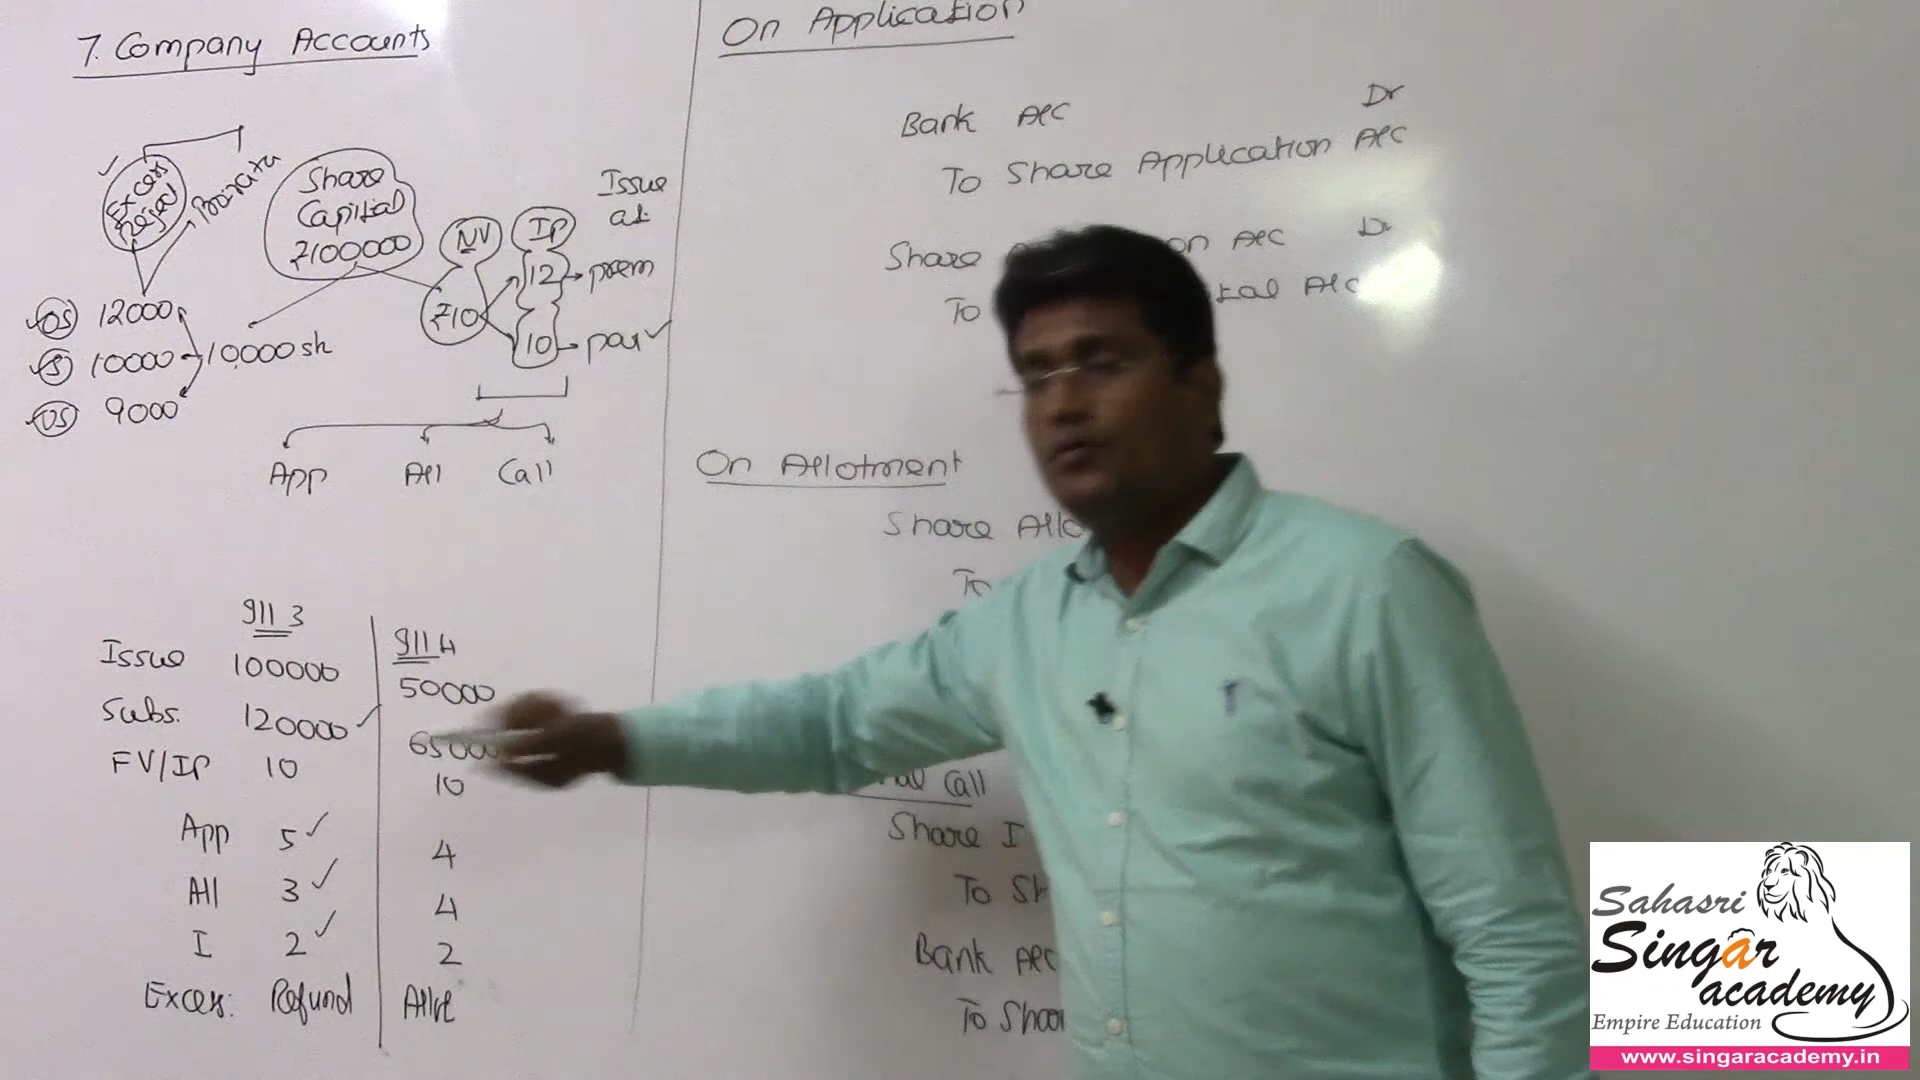 7. Company Accounts
Excess
Reject
Prorata
Share
Capital
₹100000
NV
IP
Issue
at
12
prem
₹10
10
par
OS 12000
S 10000
10,000 sh
US 9000
App All Call
Ill 3
Ill 4
Issue 100000 50000
Subs. 120000 65000
FV/IP 10 10
App 5 4
All 3 4
I 2 2
Excess: Refund Allot
On Application
Bank A/C Dr
To Share Application A/C
Share on A/C Dr
To tal A/C
On Allotment
Share Allo
To
Call
Share I
To Sh
Bank A/C
To Shar
Sahasri
Singar
academy
Empire Education
www.singaracademy.in